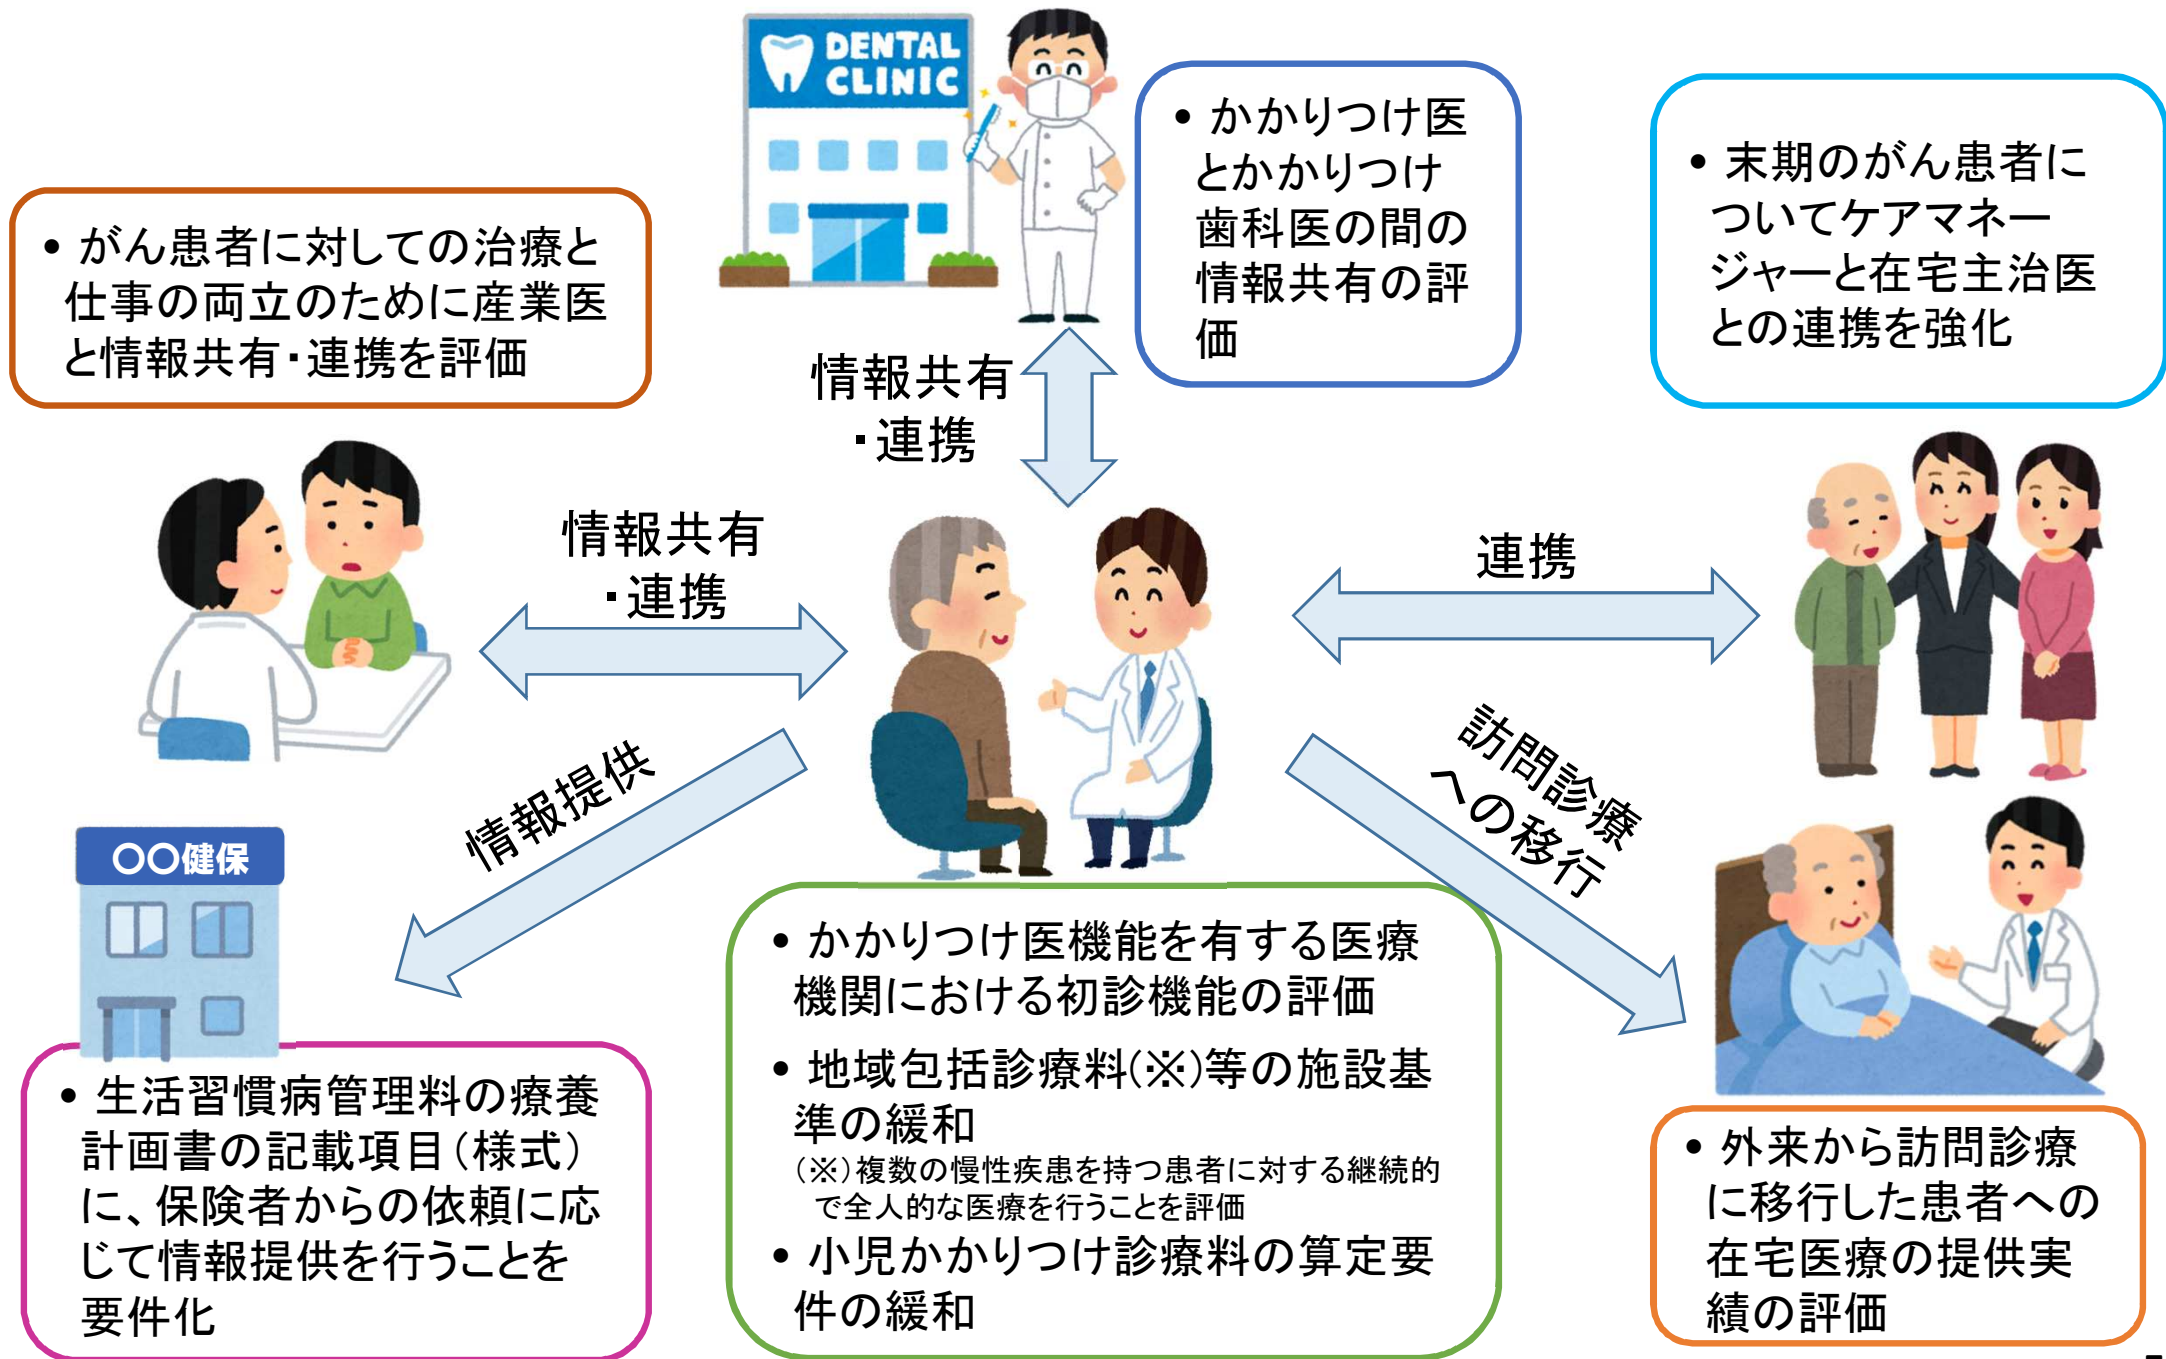 DENTAL
CLINIC
• かかりつけ医
とかかりつけ
歯科医の間の
情報共有の評
価
• 末期のがん患者に
ついてケアマネー
ジャーと在宅主治医
との連携を強化
• がん患者に対しての治療と
仕事の両立のために産業医
と情報共有・連携を評価
情報共有
・連携
情報共有
・連携
連携
情報提供
訪問診療
への移行
〇〇健保
• かかりつけ医機能を有する医療
機関における初診機能の評価
• 地域包括診療料(※)等の施設基
準の緩和
(※)複数の慢性疾患を持つ患者に対する継続的
で全人的な医療を行うことを評価
• 小児かかりつけ診療料の算定要
件の緩和
• 生活習慣病管理料の療養
計画書の記載項目(様式)
に、保険者からの依頼に応
じて情報提供を行うことを
要件化
• 外来から訪問診療
に移行した患者への
在宅医療の提供実
績の評価